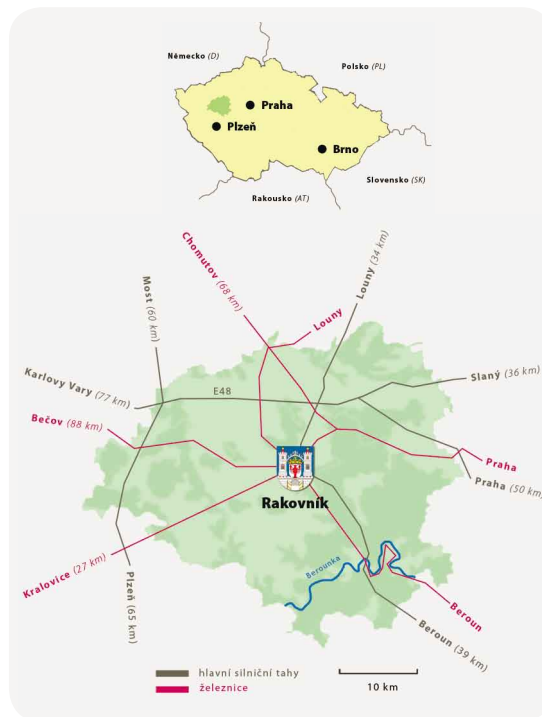 Německo (D)
Polsko (PL)
Praha
Plzeň
Brno
Slovensko (SK)
Rakousko (AT)
Chomutov (68 km)
Louny (34 km)
Most (60 km)
Louny
Karlovy Vary (77 km)
E48
Slaný (36 km)
Bečov (88 km)
Praha
Praha (50 km
Rakovník
Kralovice (27 km)
Plzeň (65 km)
Berounka
Beroun
Beroun (39 km)
hlavní silniční tahy
železnice
10 km